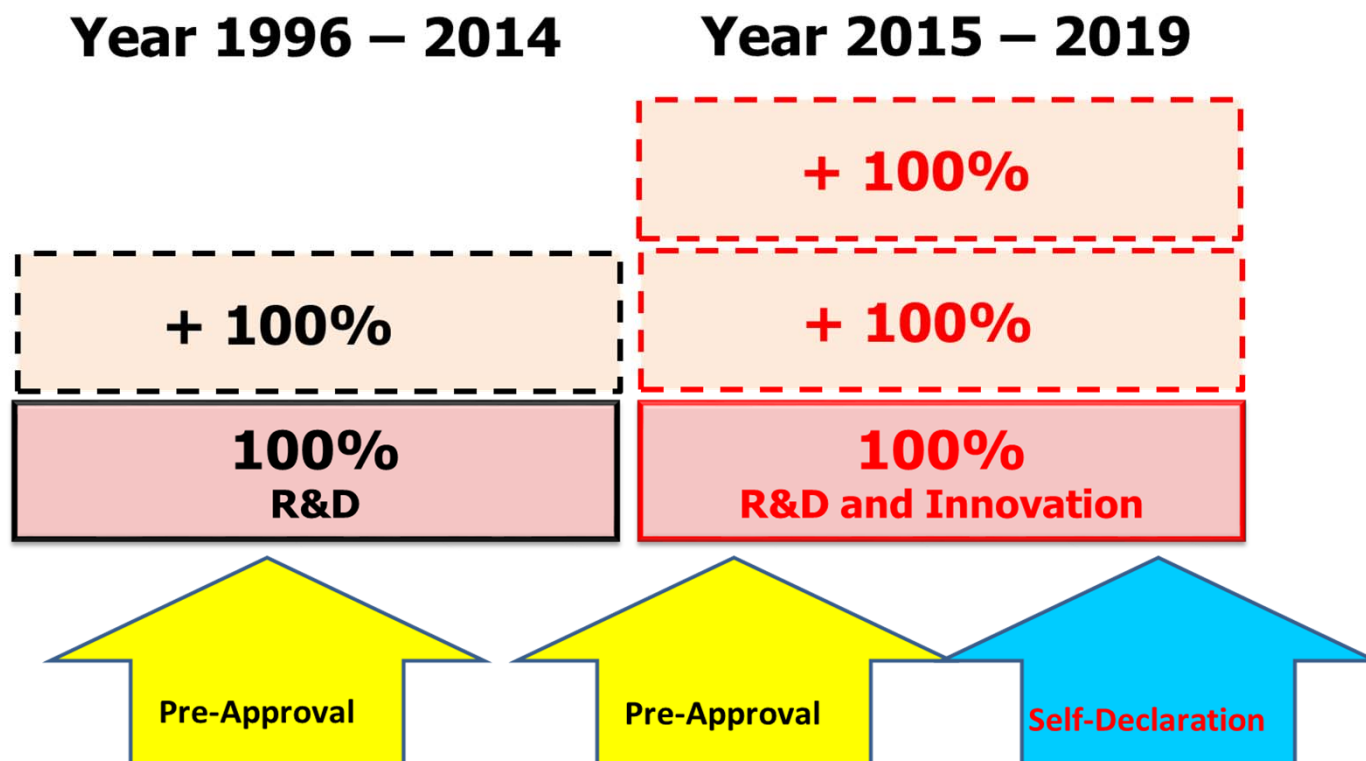 Year 1996 – 2014
+ 100%
100%
R&D
Pre-Approval
Year 2015 – 2019
+ 100%
+ 100%
100%
R&D and Innovation
Pre-Approval
Self-Declaration